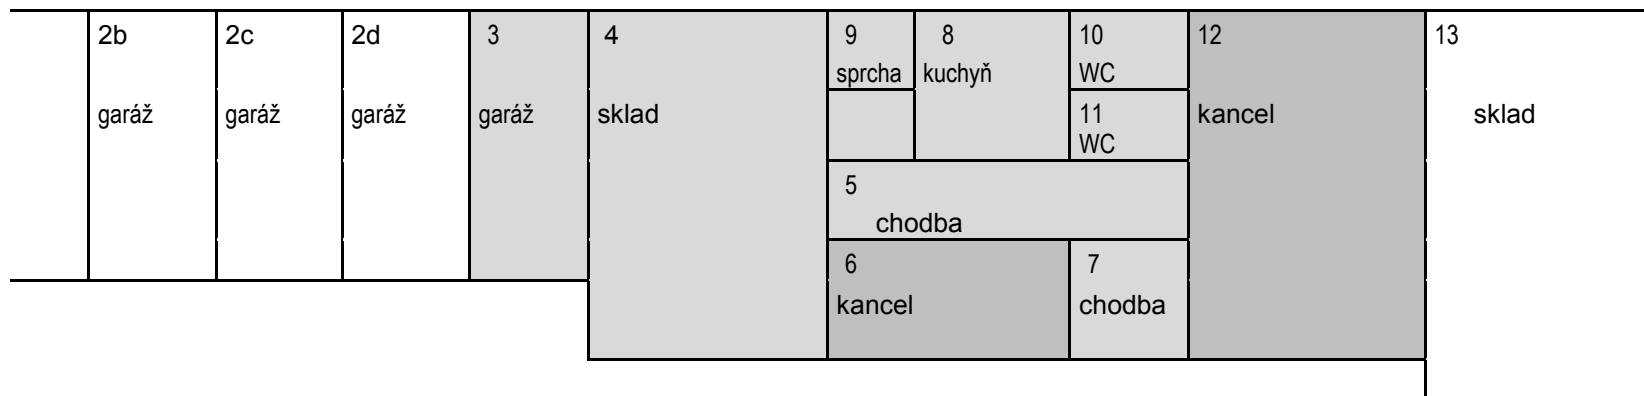 2b 2c 2d 3 4 9 8 10 12 13
sprcha kuchyň WC
garáž garáž garáž garáž sklad 11 kancel sklad
WC
5
chodba
6 7
kancel chodba